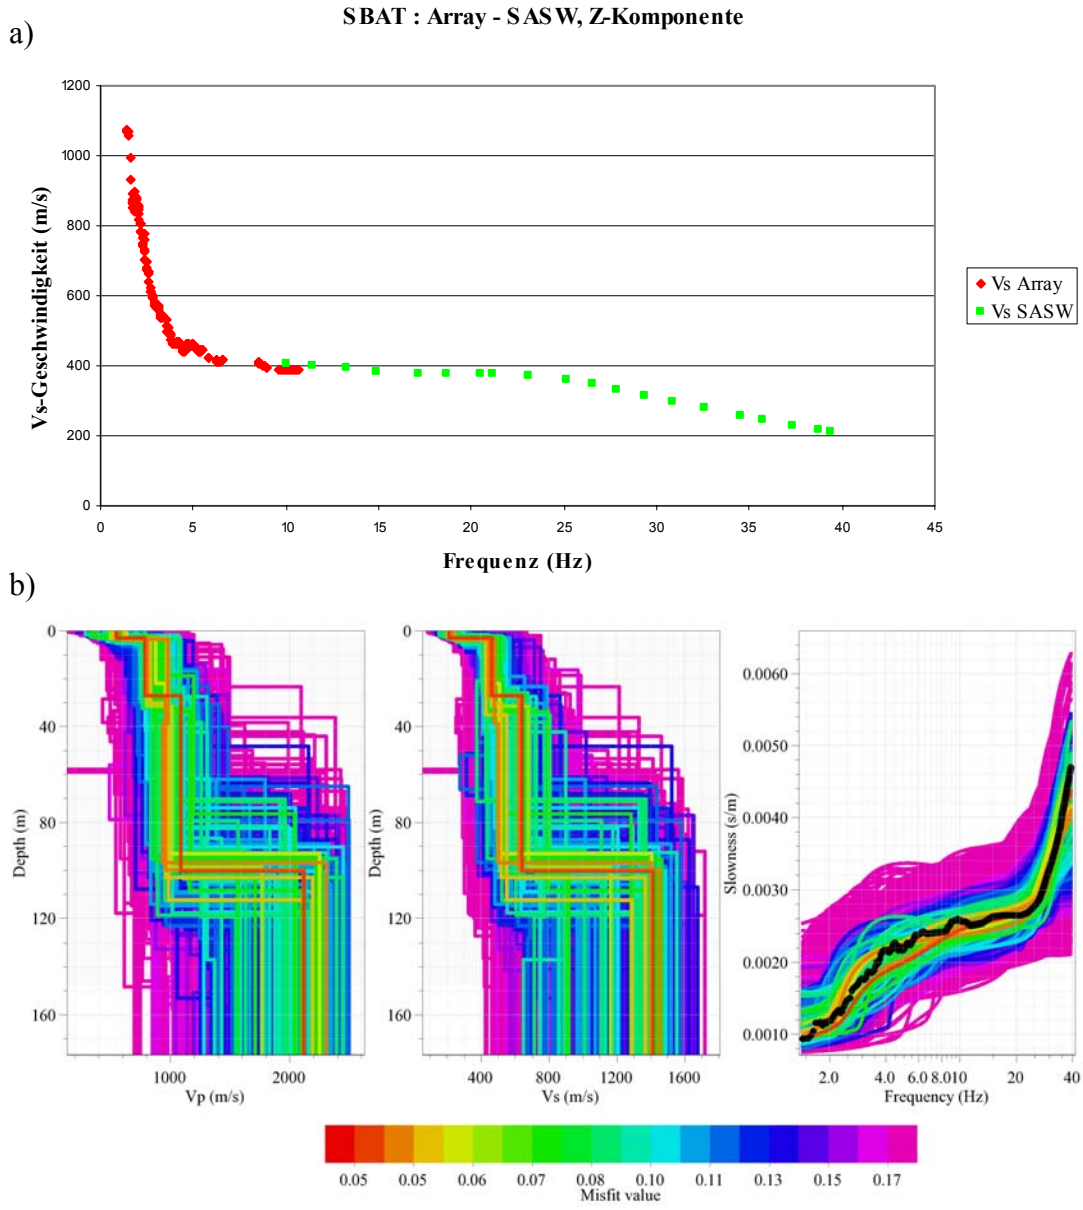 SBAT : Array - SASW, Z-Komponente
a)
1200
1000
800
600
400
200
0
Vs-Geschwindigkeit (m/s)
0 5 10 15 20 25 30 35 40 45
Frequenz (Hz)
Vs Array
Vs SASW
b)
0
40
80
120
160
Depth (m)
1000 2000
Vp (m/s)
0
40
80
120
160
Depth (m)
400 800 1200 1600
Vs (m/s)
0.0060
0.0050
0.0040
0.0030
0.0020
0.0010
Slowness (s/m)
2.0 4.0 6.0 8.010 20 40
Frequency (Hz)
0.05 0.05 0.06 0.07 0.08 0.10 0.11 0.13 0.15 0.17
Misfit value